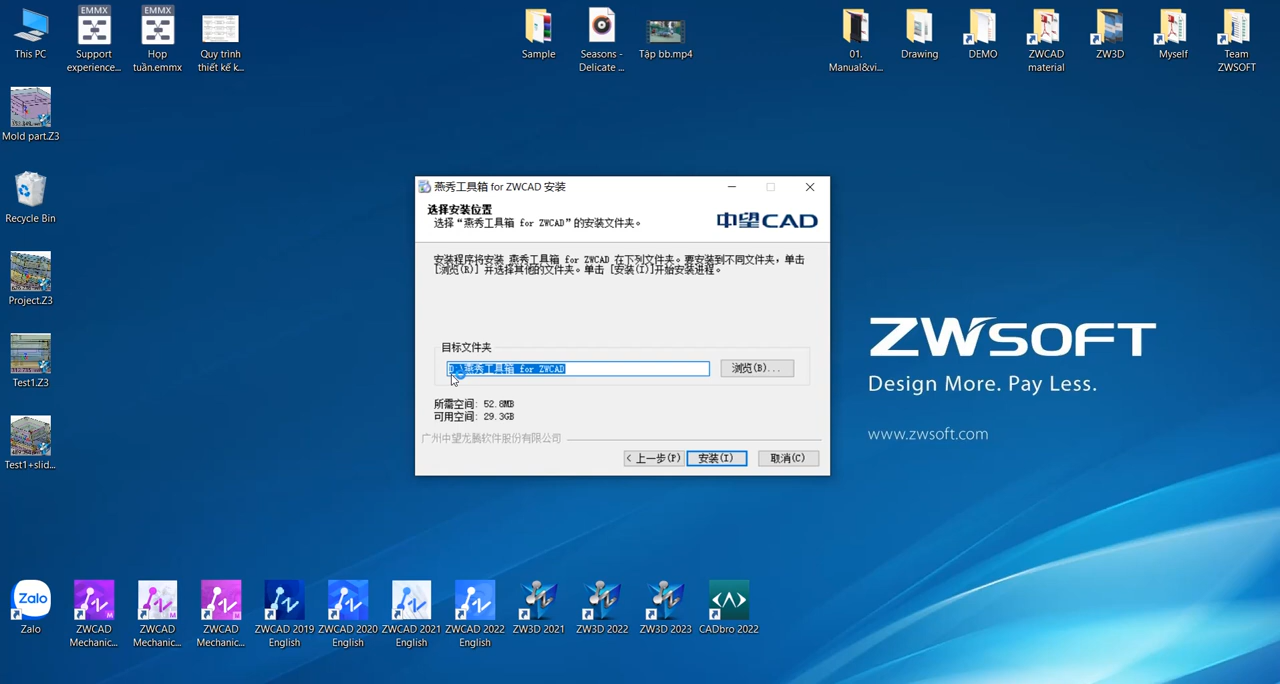 This PC
EMMX
Support
experience...
EMMX
Họp
tuần.emmx
Quy trình
thiết kế k...
Sample
Seasons -
Delicate ...
Tập bb.mp4
01.
Manual&vi...
Drawing
DEMO
ZWCAD
material
ZW3D
Myself
Team
ZWSOFT
Mold part.Z3
Recycle Bin
Project.Z3
Test1.Z3
Test1+slid...
燕秀工具箱 for ZWCAD 安装
选择安装位置
选择“燕秀工具箱 for ZWCAD”的安装文件夹。
中望CAD
安装程序将安装 燕秀工具箱 for ZWCAD 在下列文件夹。要安装到不同文件夹，单击
[浏览(B)] 并选择其他的文件夹。单击 [安装(I)]开始安装进程。
目标文件夹
D:\燕秀工具箱 for ZWCAD
浏览(B)...
所需空间: 52.8MB
可用空间: 29.3GB
广州中望龙腾软件股份有限公司
< 上一步(P)
安装(I)
取消(C)
ZWSOFT
Design More. Pay Less.
www.zwsoft.com
Zalo
Zalo
ZWCAD
Mechanic...
ZWCAD
Mechanic...
ZWCAD
Mechanic...
ZWCAD 2019
English
ZWCAD 2020
English
ZWCAD 2021
English
ZWCAD 2022
English
ZW3D 2021
ZW3D 2022
ZW3D 2023
CADbro 2022